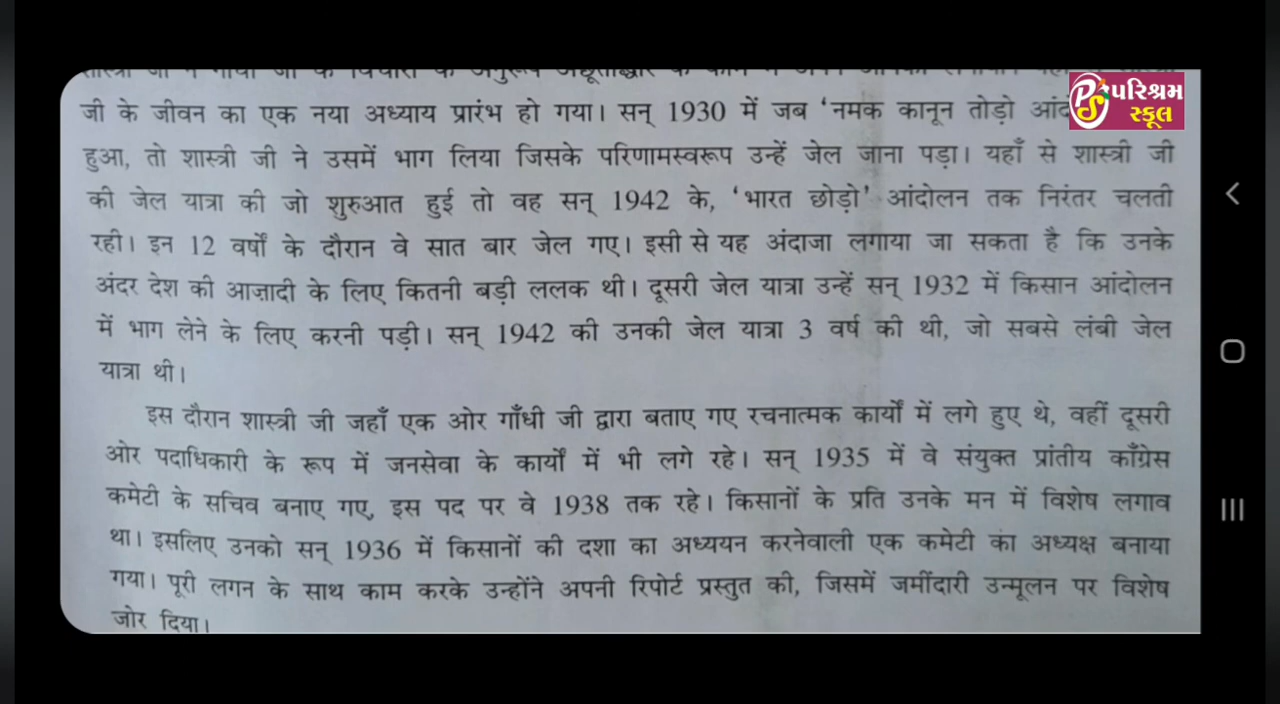 जी के जीवन का एक नया अध्याय प्रारंभ हो गया। सन् 1930 में जब 'नमक कानून तोड़ो
परिश्रम
સ્કૂલ
हुआ, तो शास्त्री जी ने उसमें भाग लिया जिसके परिणामस्वरूप उन्हें जेल जाना पड़ा। यहाँ से शास्त्री जी
की जेल यात्रा की जो शुरुआत हुई तो वह सन् 1942 के, 'भारत छोड़ो' आंदोलन तक निरंतर चलती
रही। इन 12 वर्षों के दौरान वे सात बार जेल गए। इसी से यह अंदाजा लगाया जा सकता है कि उनके
अंदर देश की आज़ादी के लिए कितनी बड़ी ललक थी। दूसरी जेल यात्रा उन्हें सन् 1932 में किसान आंदोलन
में भाग लेने के लिए करनी पड़ी। सन् 1942 की उनकी जेल यात्रा 3 वर्ष की थी, जो सबसे लंबी जेल
यात्रा थी।
इस दौरान शास्त्री जी जहाँ एक ओर गाँधी जी द्वारा बताए गए रचनात्मक कार्यों में लगे हुए थे, वहीं दूसरी
ओर पदाधिकारी के रूप में जनसेवा के कार्यों में भी लगे रहे। सन् 1935 में वे संयुक्त प्रांतीय काँग्रेस
कमेटी के सचिव बनाए गए, इस पद पर वे 1938 तक रहे। किसानों के प्रति उनके मन में विशेष लगाव
था। इसलिए उनको सन् 1936 में किसानों की दशा का अध्ययन करनेवाली एक कमेटी का अध्यक्ष बनाया
गया। पूरी लगन के साथ काम करके उन्होंने अपनी रिपोर्ट प्रस्तुत की, जिसमें जमींदारी उन्मूलन पर विशेष
जोर दिया।